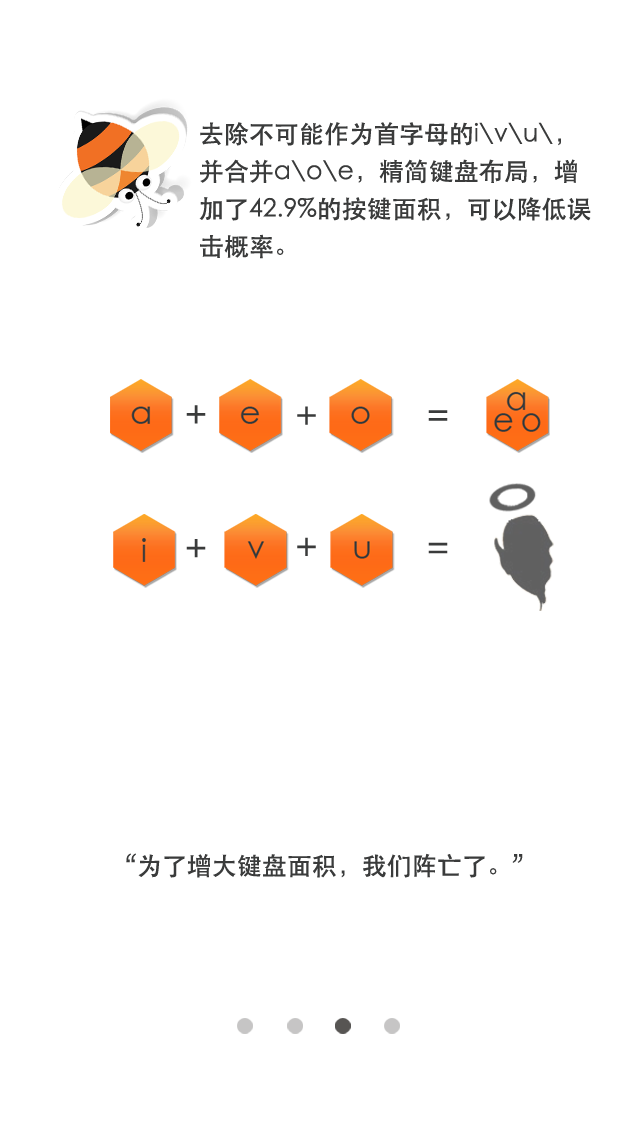 去除不可能作为首字母的i\v\u\，
并合并a\o\e，精简键盘布局，增
加了42.9%的按键面积，可以降低误
击概率。
a + e + o = a e o
i + v + u =
“为了增大键盘面积，我们阵亡了。”